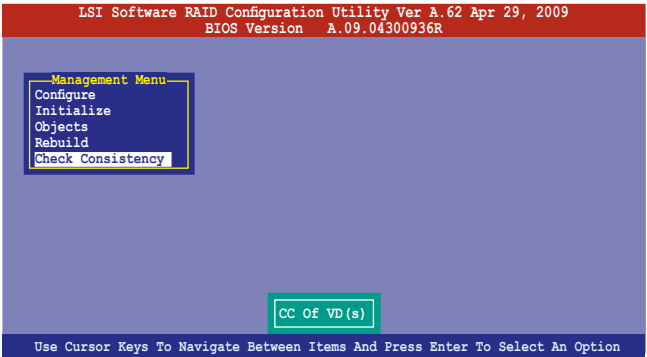 LSI Software RAID Configuration Utility Ver A.62 Apr 29, 2009
BIOS Version A.09.04300936R
Management Menu
Configure
Initialize
Objects
Rebuild
Check Consistency
CC Of VD(s)
Use Cursor Keys To Navigate Between Items And Press Enter To Select An Option